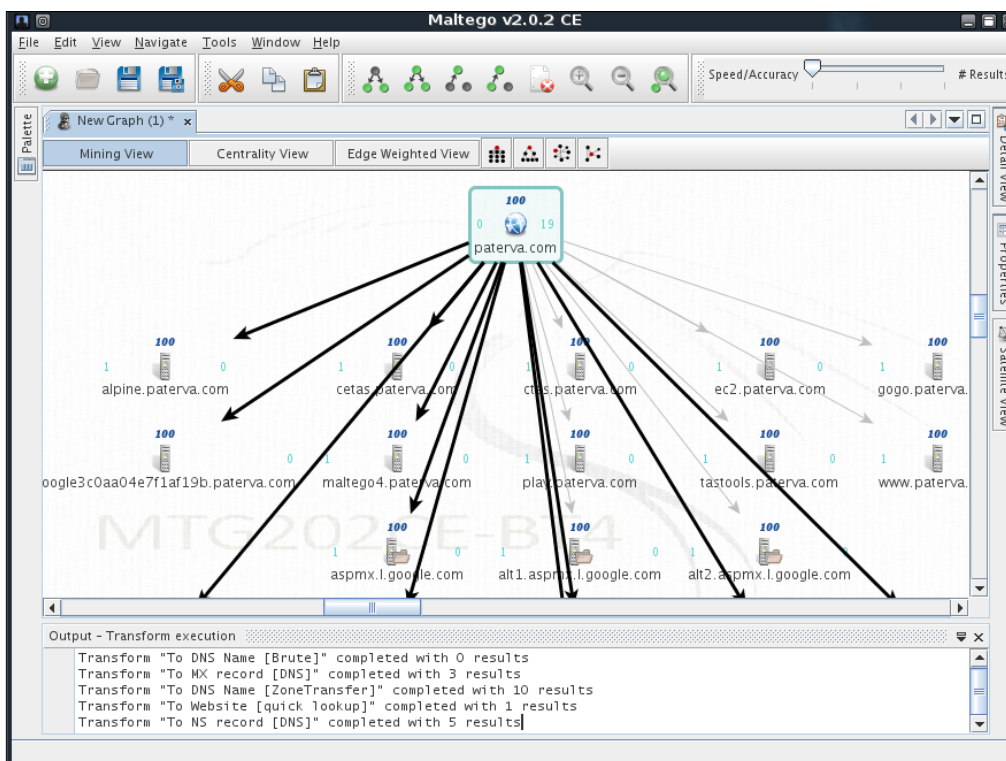 Maltego v2.0.2 CE
File Edit View Navigate Tools Window Help
Speed/Accuracy # Results
Palette
New Graph (1) * x
Mining View Centrality View Edge Weighted View
Detail View
Properties
Satellite View
100
0 19
paterva.com
100 100 100 100 100
1 0 1 0 1 0 1 0 1
alpine.paterva.com cetas.paterva.com ctas.paterva.com ec2.paterva.com gogo.paterva.
100 100 100 100 100
0 1 0 1 0 1 0 1
oogle3c0aa04e7f1af19b.paterva.com maltego4.paterva.com play.paterva.com tastools.paterva.com www.paterva.
MTG202CE-BT4
100 100 100
1 0 1 0 1 0
aspmx.l.google.com alt1.aspmx.l.google.com alt2.aspmx.l.google.com
Output - Transform execution
Transform "To DNS Name [Brute]" completed with 0 results
Transform "To MX record [DNS]" completed with 3 results
Transform "To DNS Name [ZoneTransfer]" completed with 10 results
Transform "To Website [quick lookup]" completed with 1 results
Transform "To NS record [DNS]" completed with 5 results